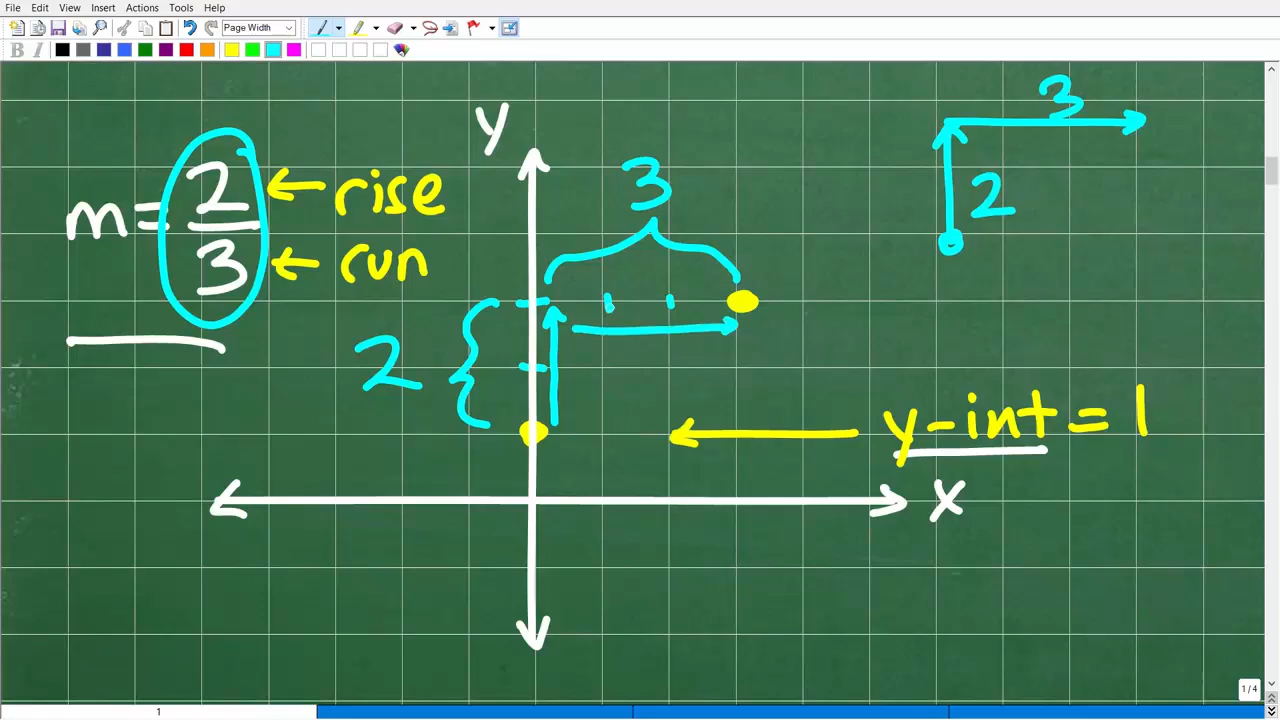 File Edit View Insert Actions Tools Help
Page Width
B I
y
3
3
2
m = 2/3
← rise
← run
2
y-int = 1
x
1/4
1